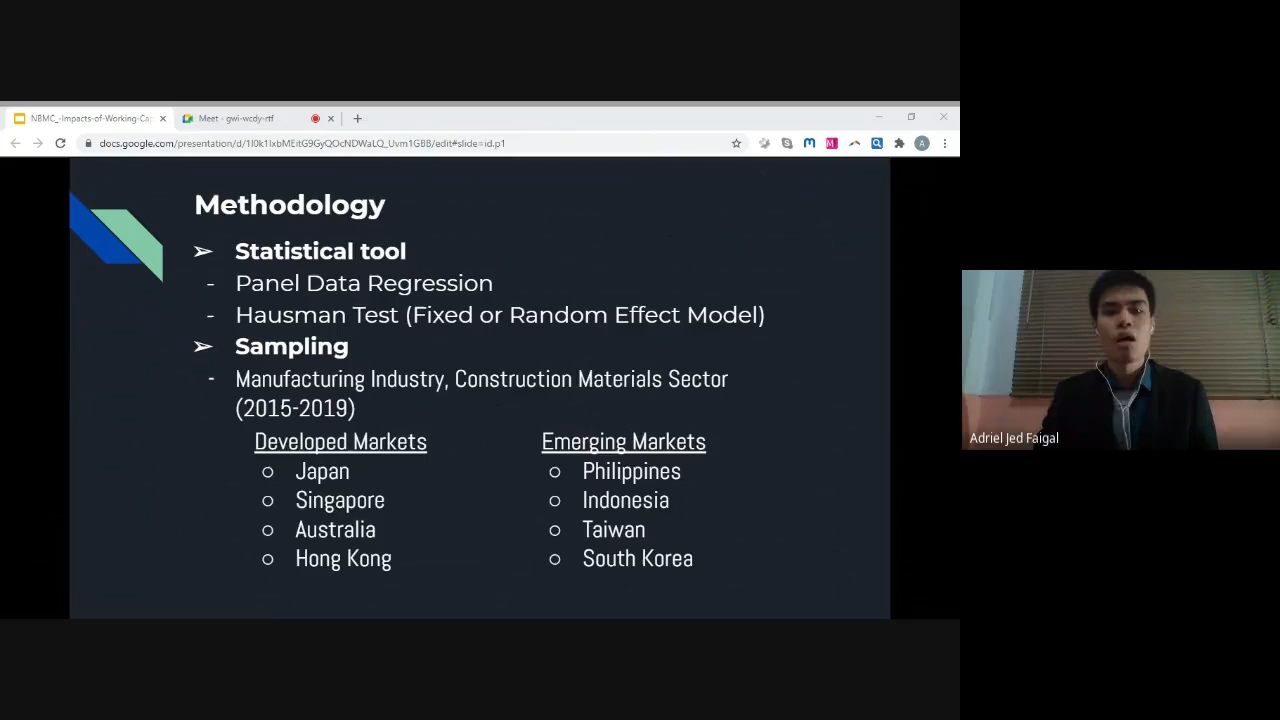 NBMC_-Impacts-of-Working-Ca
Meet - gwi-wcdy-rtf
docs.google.com/presentation/d/1I0k1IxbMEitG9GyQOcNDWaLQ_Uvm1GBB/edit#slide=id.p1
A
Methodology
➢ Statistical tool
- Panel Data Regression
- Hausman Test (Fixed or Random Effect Model)
➢ Sampling
- Manufacturing Industry, Construction Materials Sector
(2015-2019)
Developed Markets Emerging Markets
○ Japan ○ Philippines
○ Singapore ○ Indonesia
○ Australia ○ Taiwan
○ Hong Kong ○ South Korea
Adriel Jed Faigal